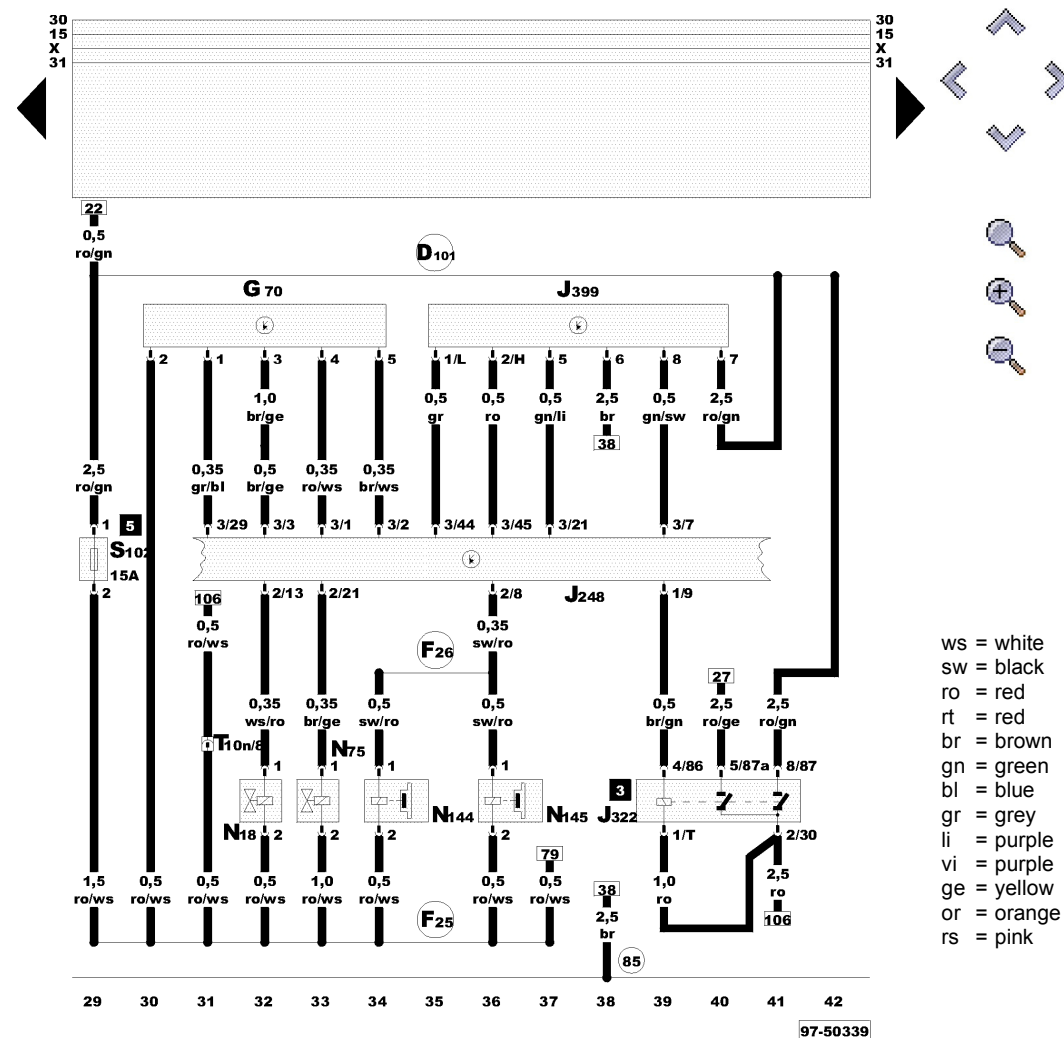 30 30
15 15
X X
31 31
22
0,5
ro/gn
D101
G 70 J399
2 1 3 4 5 1/L 2/H 5 6 8 7
1,0 0,5 0,5 0,5 2,5 0,5 2,5
br/ge gr ro gn/li br gn/sw ro/gn
38
2,5 0,35 0,5 0,35 0,35
ro/gn gr/bl br/ge ro/ws br/ws
1 5 3/29 3/3 3/1 3/2 3/44 3/45 3/21 3/7
S102
15A
2 106 2/13 2/21 2/8 J248 1/9
0,5 0,35
ro/ws sw/ro
F26
27
0,35 0,35 0,5 0,5 0,5 2,5 2,5
ws/ro br/ge sw/ro sw/ro br/gn ro/ge ro/gn
T10n/8 N75
1 1 1 1 4/86 5/87a 8/87
3
N144 N145 J322
N18 2 2 2 2 1/T 2/30
79
1,5 0,5 0,5 0,5 1,0 0,5 0,5 0,5 38 1,0 2,5
ro/ws ro/ws ro/ws ro/ws ro/ws ro/ws ro/ws ro/ws ro ro
F25 2,5 106
br
85
29 30 31 32 33 34 35 36 37 38 39 40 41 42
97-50339
ws = white
sw = black
ro = red
rt = red
br = brown
gn = green
bl = blue
gr = grey
li = purple
vi = purple
ge = yellow
or = orange
rs = pink